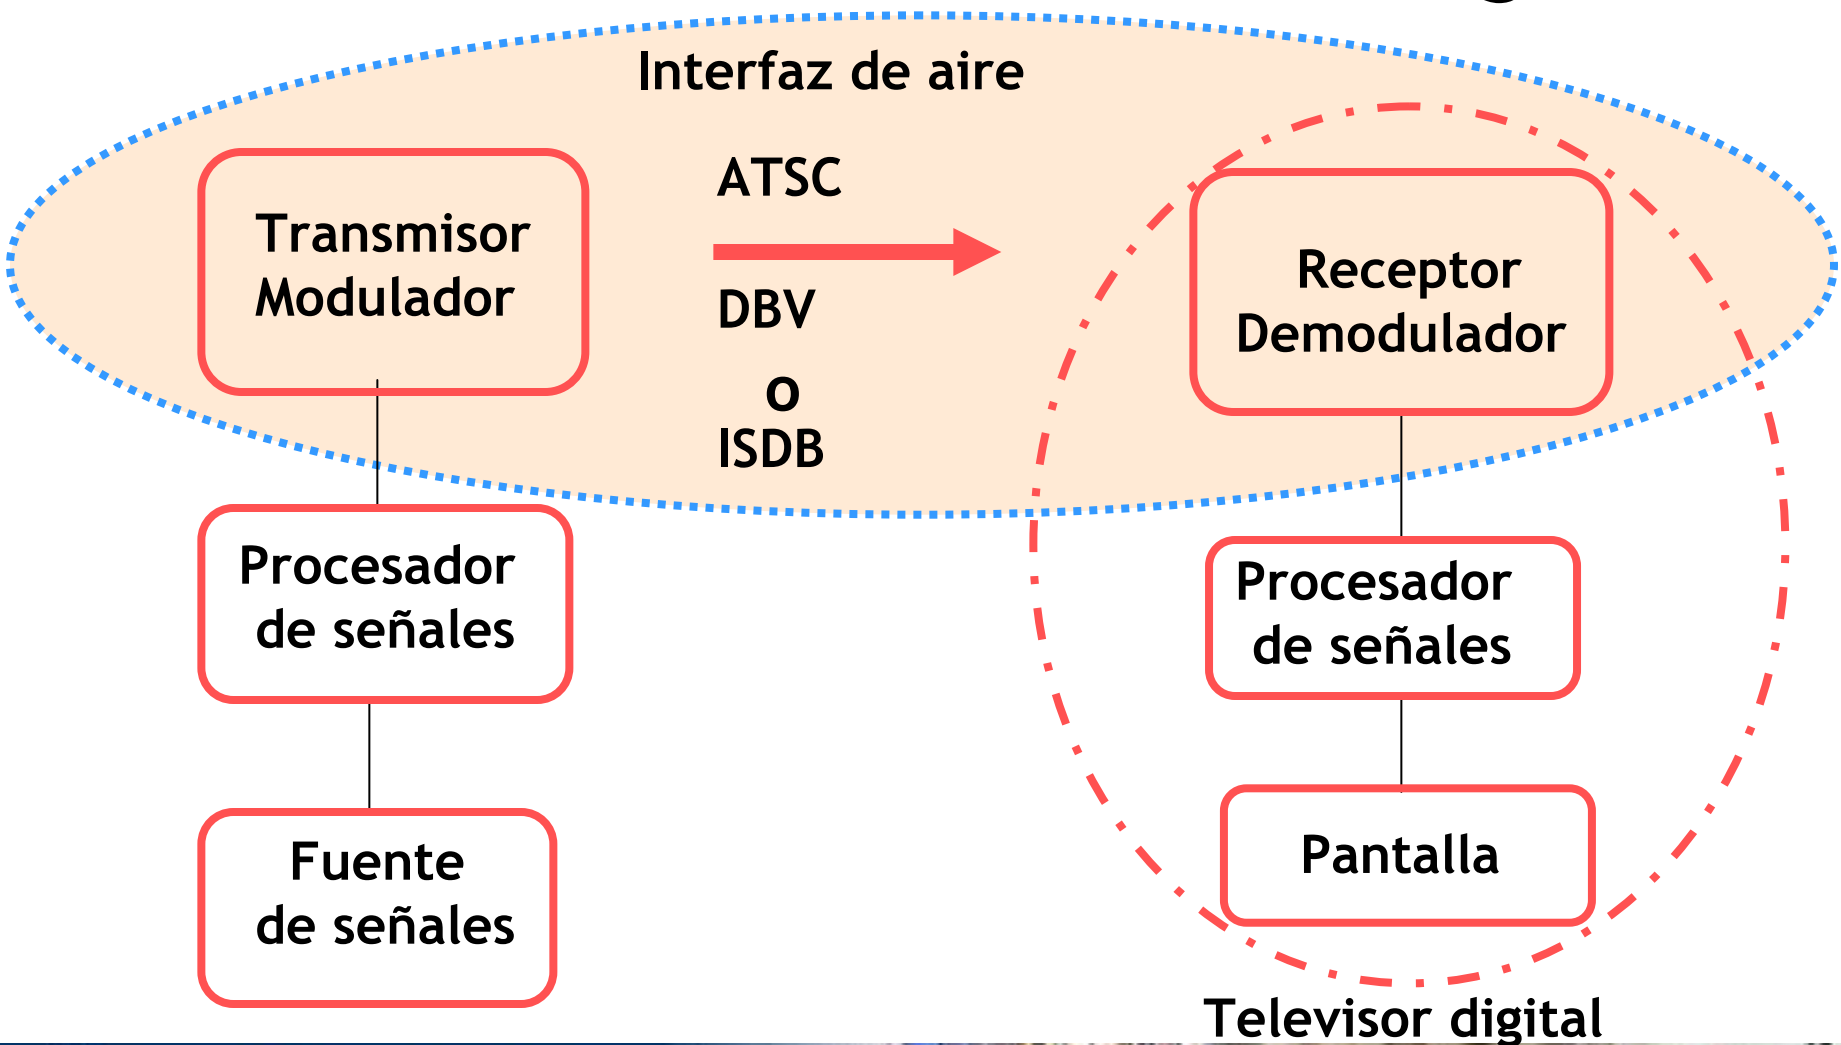 Interfaz de aire
ATSC
Transmisor
Modulador
DBV
o
ISDB
Receptor
Demodulador
Procesador
de señales
Procesador
de señales
Fuente
de señales
Pantalla
Televisor digital